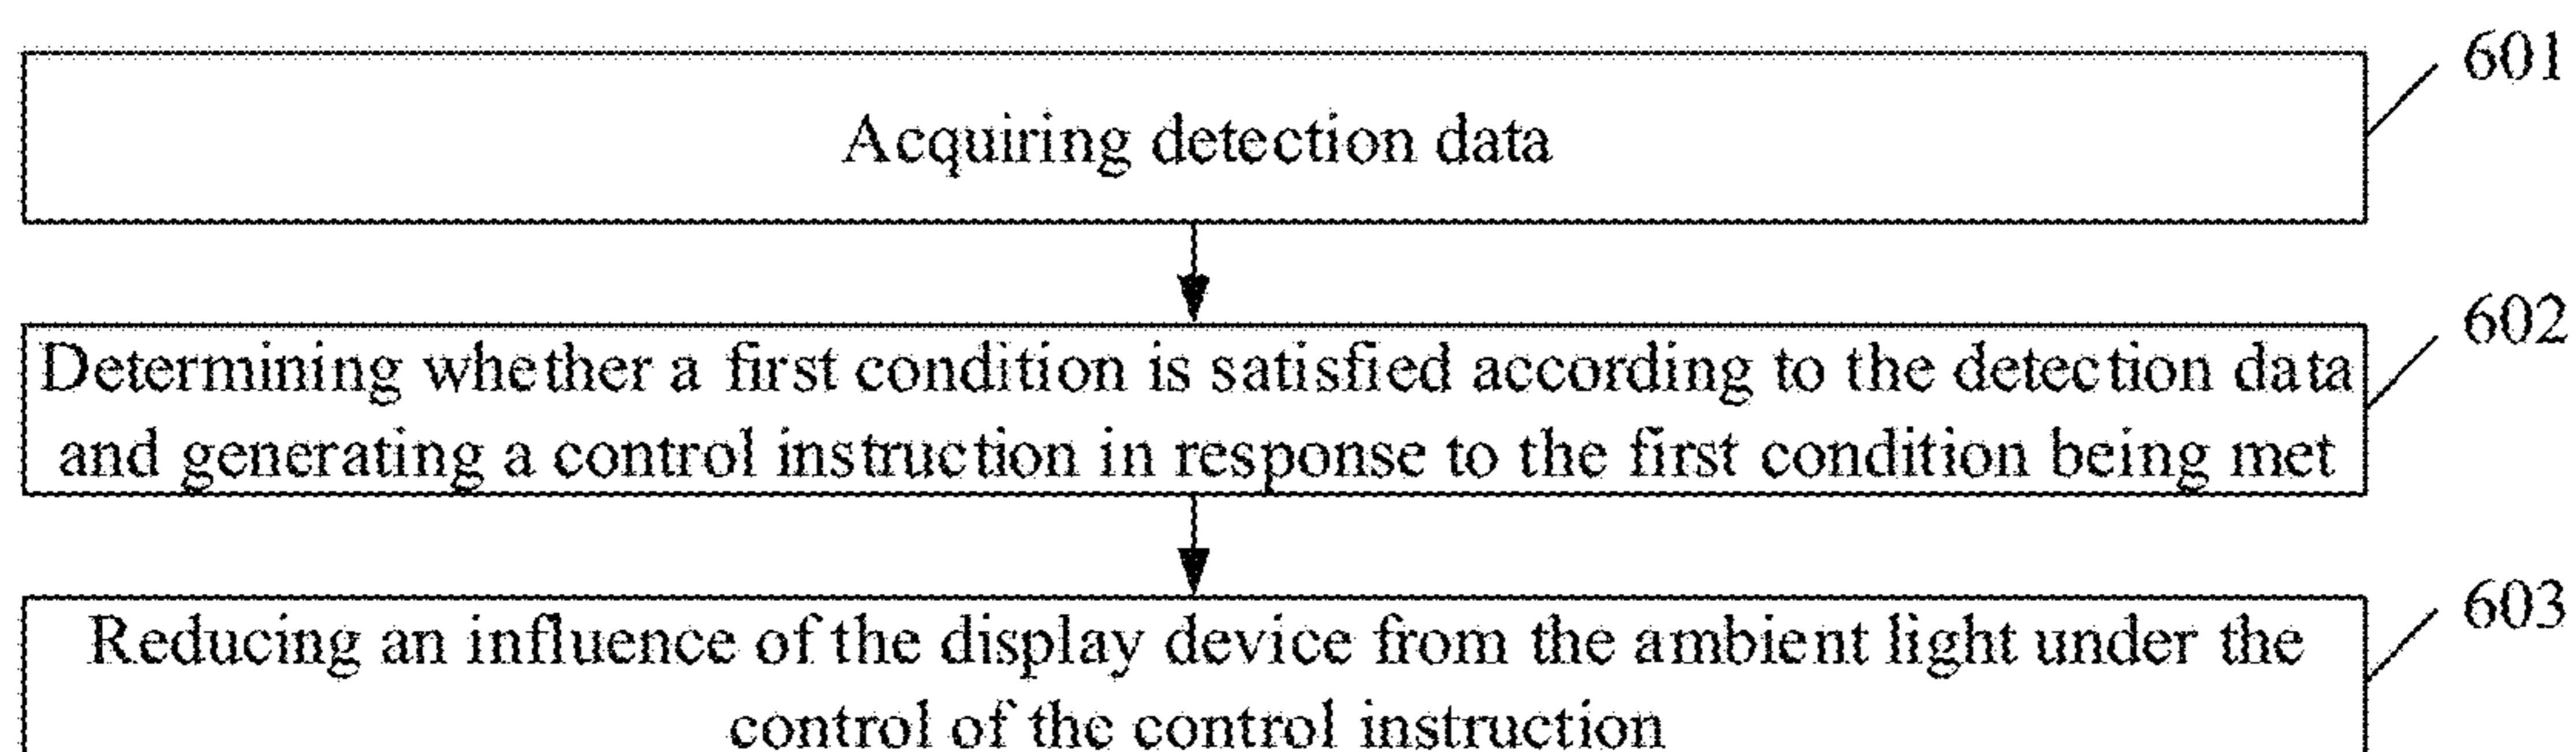 601
Acquiring detection data
602
Determining whether a first condition is satisfied according to the detection data
and generating a control instruction in response to the first condition being met
603
Reducing an influence of the display device from the ambient light under the
control of the control instruction